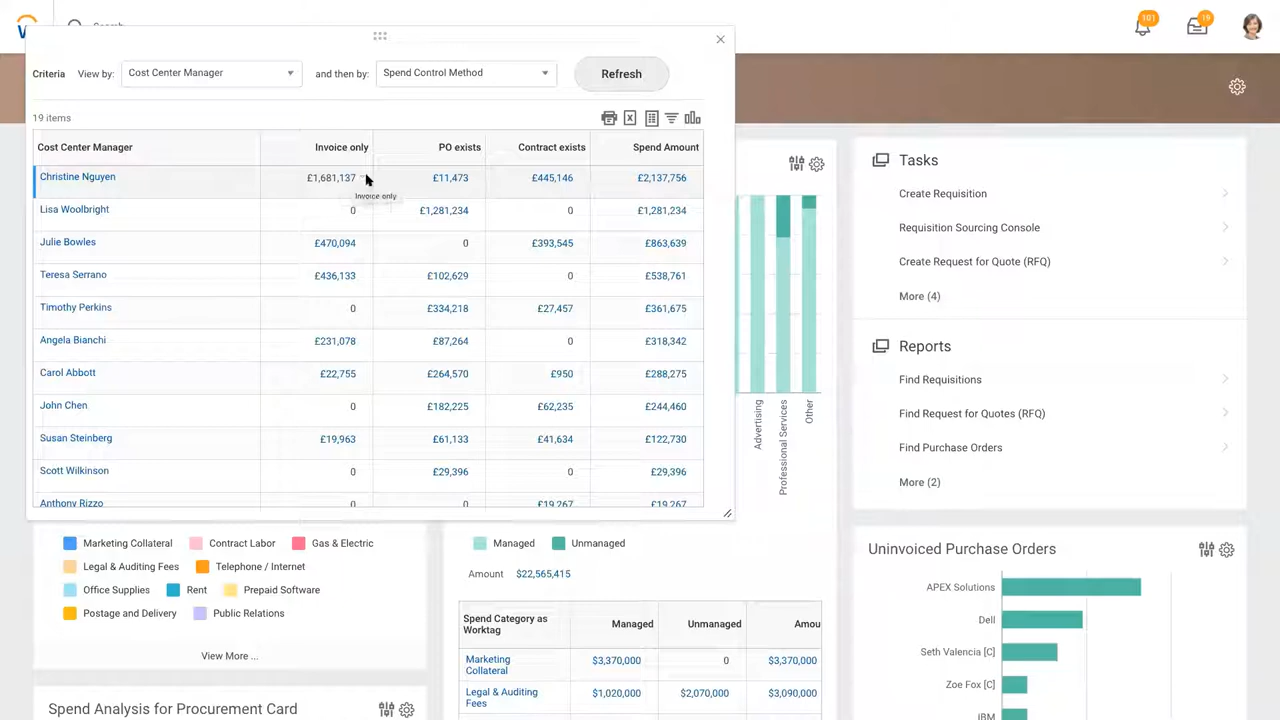 101
19
Criteria View by: Cost Center Manager and then by: Spend Control Method Refresh
19 items
Cost Center Manager Invoice only PO exists Contract exists Spend Amount
Christine Nguyen £1,681,137 £11,473 £445,146 £2,137,756
Invoice only
Lisa Woolbright 0 £1,281,234 0 £1,281,234
Julie Bowles £470,094 0 £393,545 £863,639
Teresa Serrano £436,133 £102,629 0 £538,761
Timothy Perkins 0 £334,218 £27,457 £361,675
Angela Bianchi £231,078 £87,264 0 £318,342
Carol Abbott £22,755 £264,570 £950 £288,275
John Chen 0 £182,225 £62,235 £244,460
Susan Steinberg £19,963 £61,133 £41,634 £122,730
Scott Wilkinson 0 £29,396 0 £29,396
Anthony Rizzo 0 0 £19,267 £19,267
Advertising
Professional Services
Other
Tasks
Create Requisition
Requisition Sourcing Console
Create Request for Quote (RFQ)
More (4)
Reports
Find Requisitions
Find Request for Quotes (RFQ)
Find Purchase Orders
More (2)
Marketing Collateral Contract Labor Gas & Electric
Legal & Auditing Fees Telephone / Internet
Office Supplies Rent Prepaid Software
Postage and Delivery Public Relations
View More ...
Spend Analysis for Procurement Card
Managed Unmanaged
Amount $22,565,415
Spend Category as Worktag Managed Unmanaged Amou
Marketing Collateral $3,370,000 0 $3,370,000
Legal & Auditing Fees $1,020,000 $2,070,000 $3,090,000
Uninvoiced Purchase Orders
APEX Solutions
Dell
Seth Valencia [C]
Zoe Fox [C]
IBM